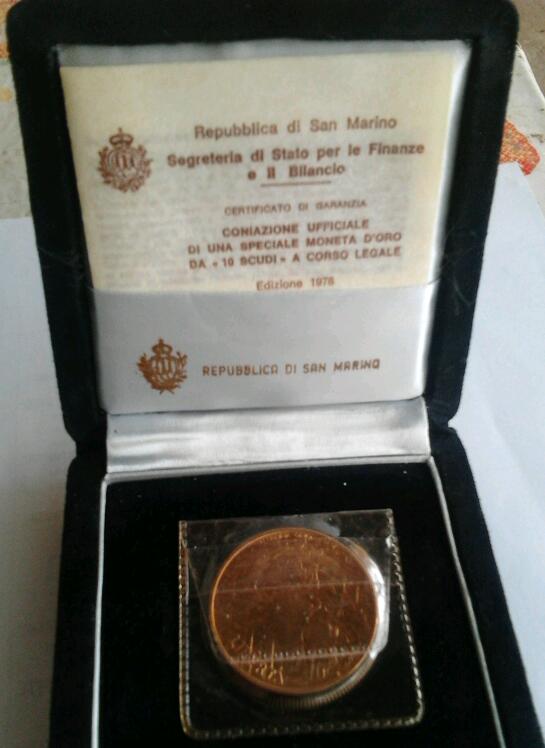 Repubblica di San Marino
Segreteria di Stato per le Finanze
e il Bilancio
CERTIFICATO DI GARANZIA
CONIAZIONE UFFICIALE
DI UNA SPECIALE MONETA D'ORO
DA « 10 SCUDI » A CORSO LEGALE
Edizione 1978
REPUBBLICA DI SAN MARINO